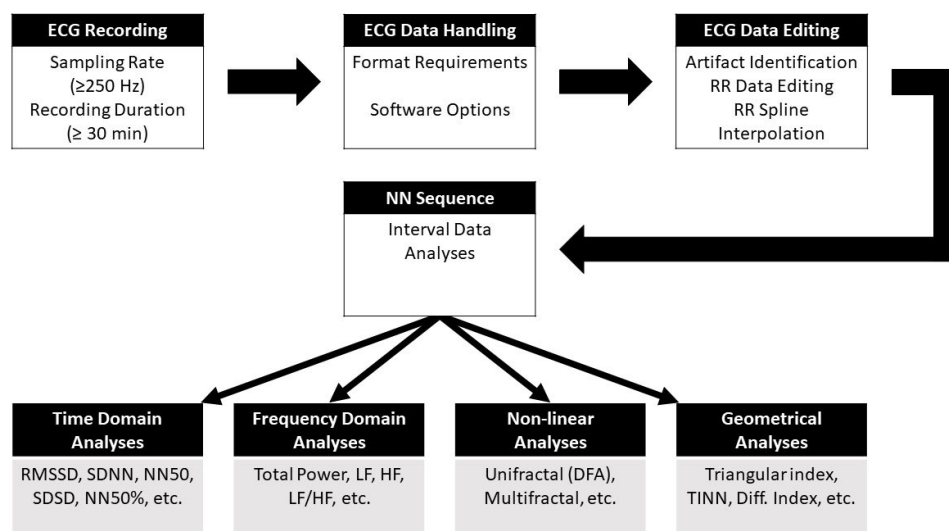 ECG Recording
Sampling Rate
(≥250 Hz)
Recording Duration
(≥ 30 min)
ECG Data Handling
Format Requirements
Software Options
ECG Data Editing
Artifact Identification
RR Data Editing
RR Spline
Interpolation
NN Sequence
Interval Data
Analyses
Time Domain
Analyses
RMSSD, SDNN, NN50,
SDSD, NN50%, etc.
Frequency Domain
Analyses
Total Power, LF, HF,
LF/HF, etc.
Non-linear
Analyses
Unifractal (DFA),
Multifractal, etc.
Geometrical
Analyses
Triangular index,
TINN, Diff. Index, etc.